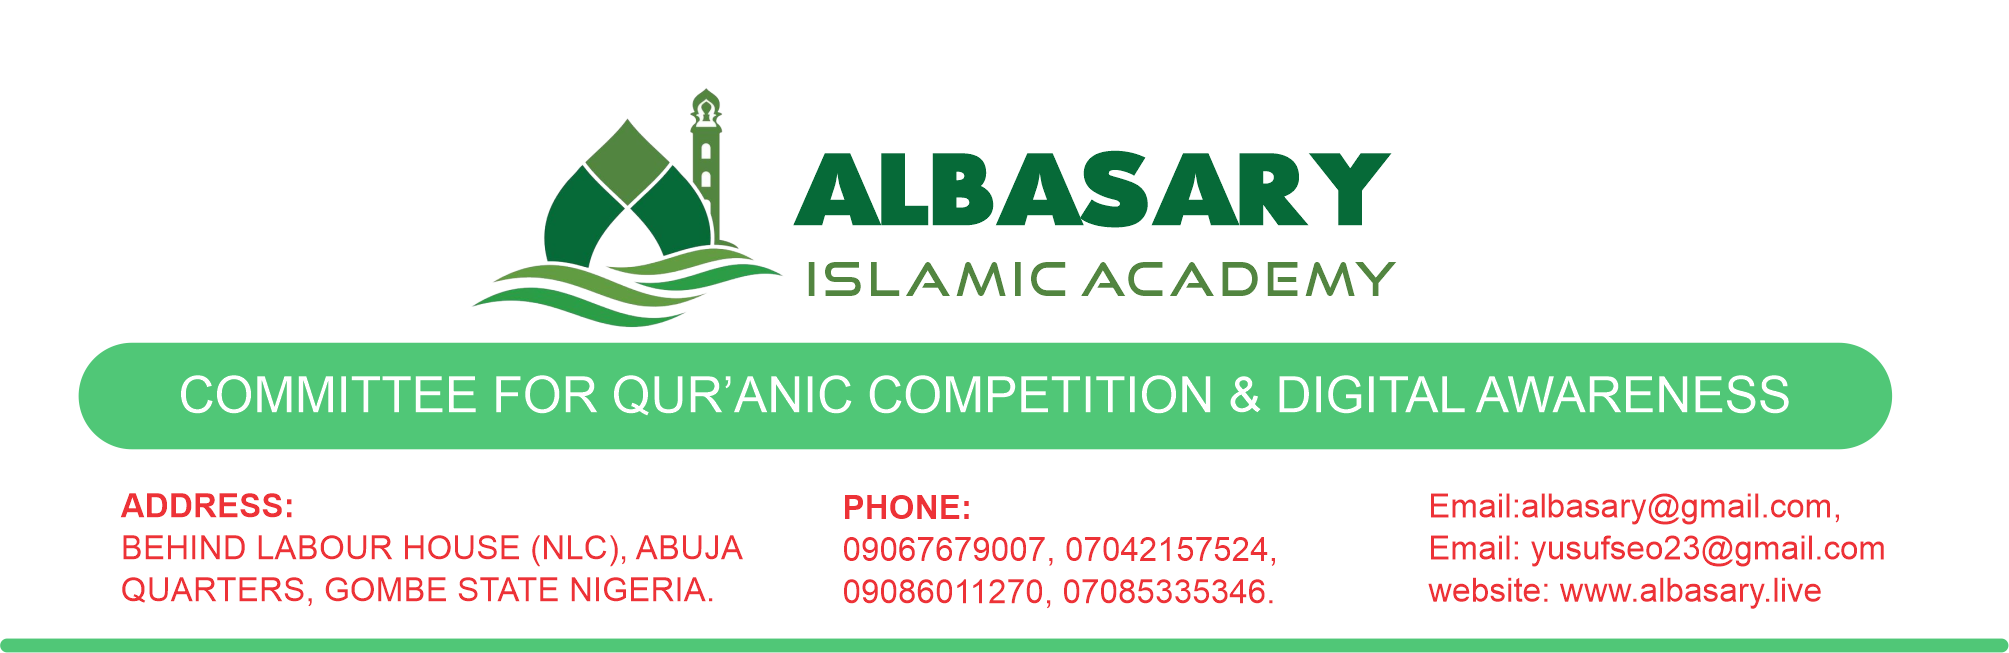 ALBASARY
ISLAMIC ACADEMY
COMMITTEE FOR QUR’ANIC COMPETITION & DIGITAL AWARENESS
ADDRESS:
BEHIND LABOUR HOUSE (NLC), ABUJA
QUARTERS, GOMBE STATE NIGERIA.
PHONE:
09067679007, 07042157524,
09086011270, 07085335346.
Email:albasary@gmail.com,
Email: yusufseo23@gmail.com
website: www.albasary.live